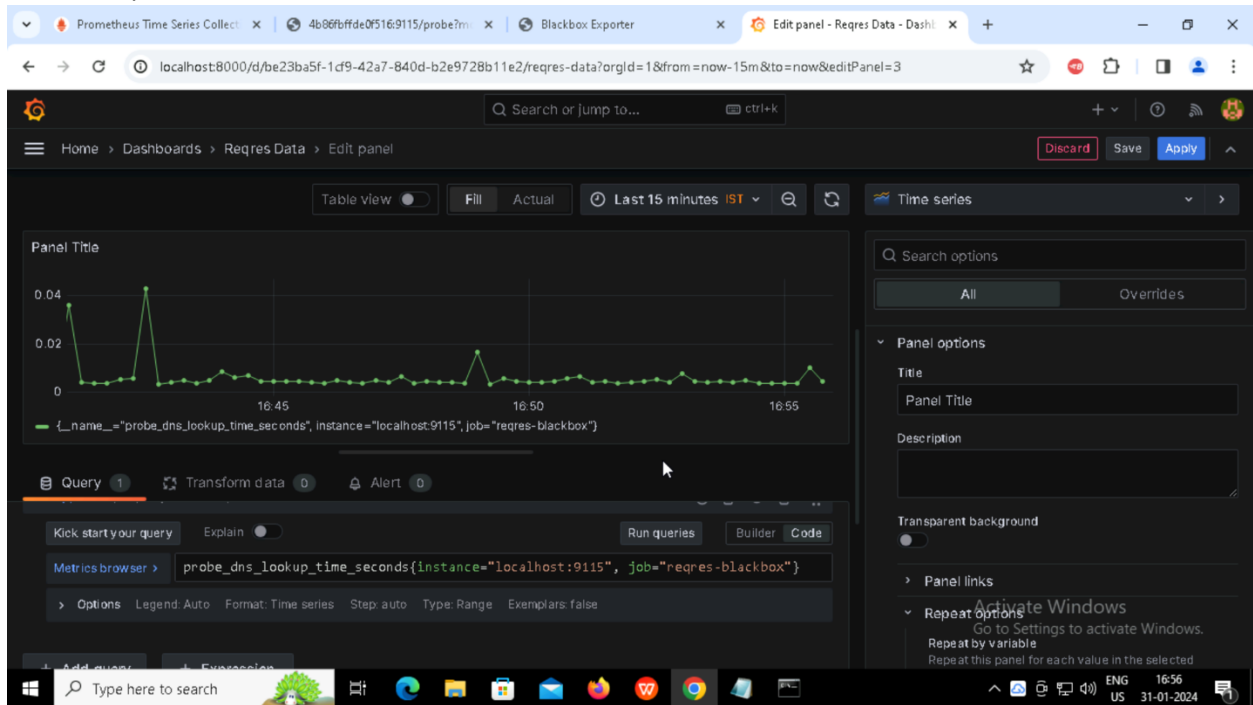 Prometheus Time Series Collect
4b86fbffde0f516:9115/probe?m
Blackbox Exporter
Edit panel - Reqres Data - Dashb
localhost:8000/d/be23ba5f-1cf9-42a7-840d-b2e9728b11e2/reqres-data?orgId=1&from=now-15m&to=now&editPanel=3
Search or jump to... ctrl+k
Home › Dashboards › Reqres Data › Edit panel
Discard Save Apply
Table view Fill Actual Last 15 minutes IST
Time series
Panel Title
0.04
0.02
0
16:45 16:50 16:55
{__name__="probe_dns_lookup_time_seconds", instance="localhost:9115", job="reqres-blackbox"}
Search options
All Overrides
Panel options
Title
Panel Title
Description
Transparent background
Panel links
Repeat options
Repeat by variable
Repeat this panel for each value in the selected
Query 1 Transform data 0 Alert 0
Kick start your query Explain Run queries Builder Code
Metrics browser > probe_dns_lookup_time_seconds{instance="localhost:9115", job="reqres-blackbox"}
> Options Legend: Auto Format: Time series Step: auto Type: Range Exemplars: false
+ Add query + Expression
Activate Windows
Go to Settings to activate Windows.
Type here to search
ENG
US
16:56
31-01-2024